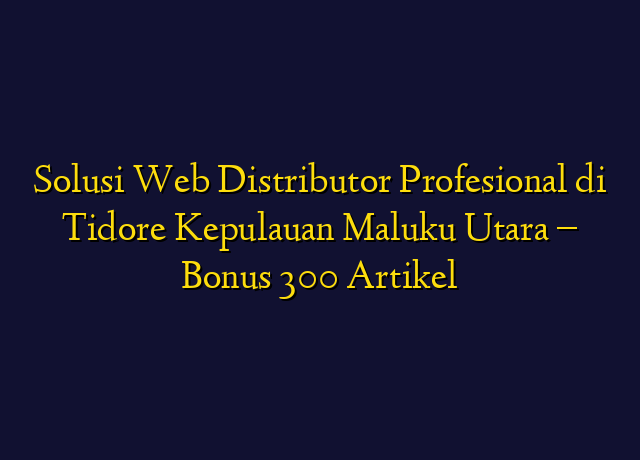 Solusi Web Distributor Profesional di
Tidore Kepulauan Maluku Utara –
Bonus 300 Artikel